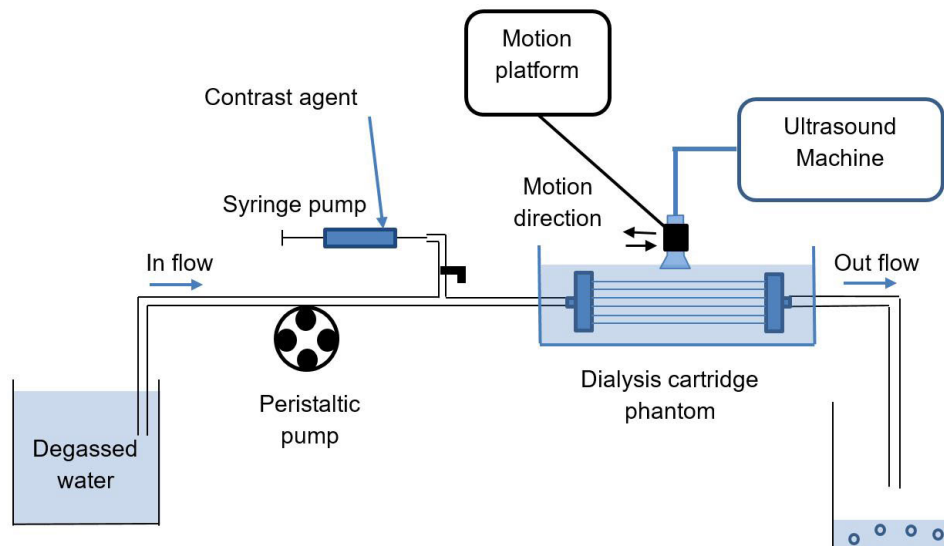 Motion
platform
Contrast agent
Ultrasound
Machine
Syringe pump
Motion
direction
In flow
Out flow
Peristaltic
pump
Dialysis cartridge
phantom
Degassed
water